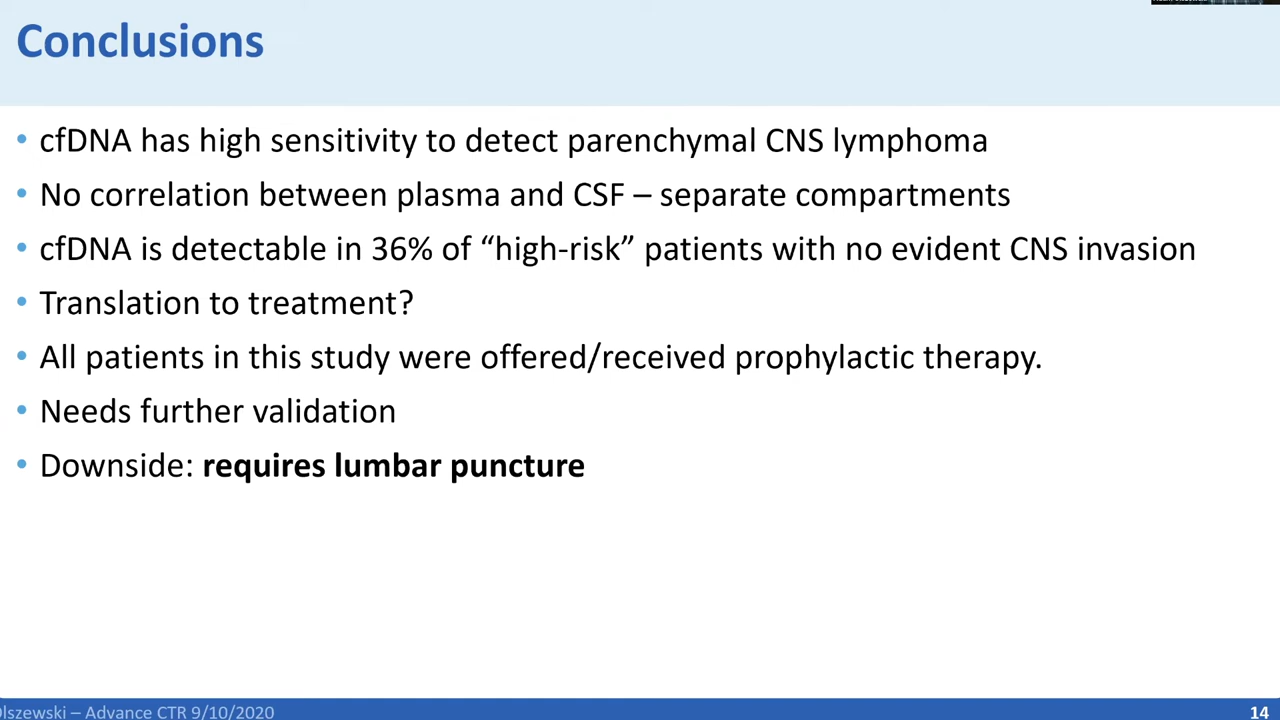 Conclusions
• cfDNA has high sensitivity to detect parenchymal CNS lymphoma
• No correlation between plasma and CSF – separate compartments
• cfDNA is detectable in 36% of “high-risk” patients with no evident CNS invasion
• Translation to treatment?
• All patients in this study were offered/received prophylactic therapy.
• Needs further validation
• Downside: requires lumbar puncture
Olszewski – Advance CTR 9/10/2020
14